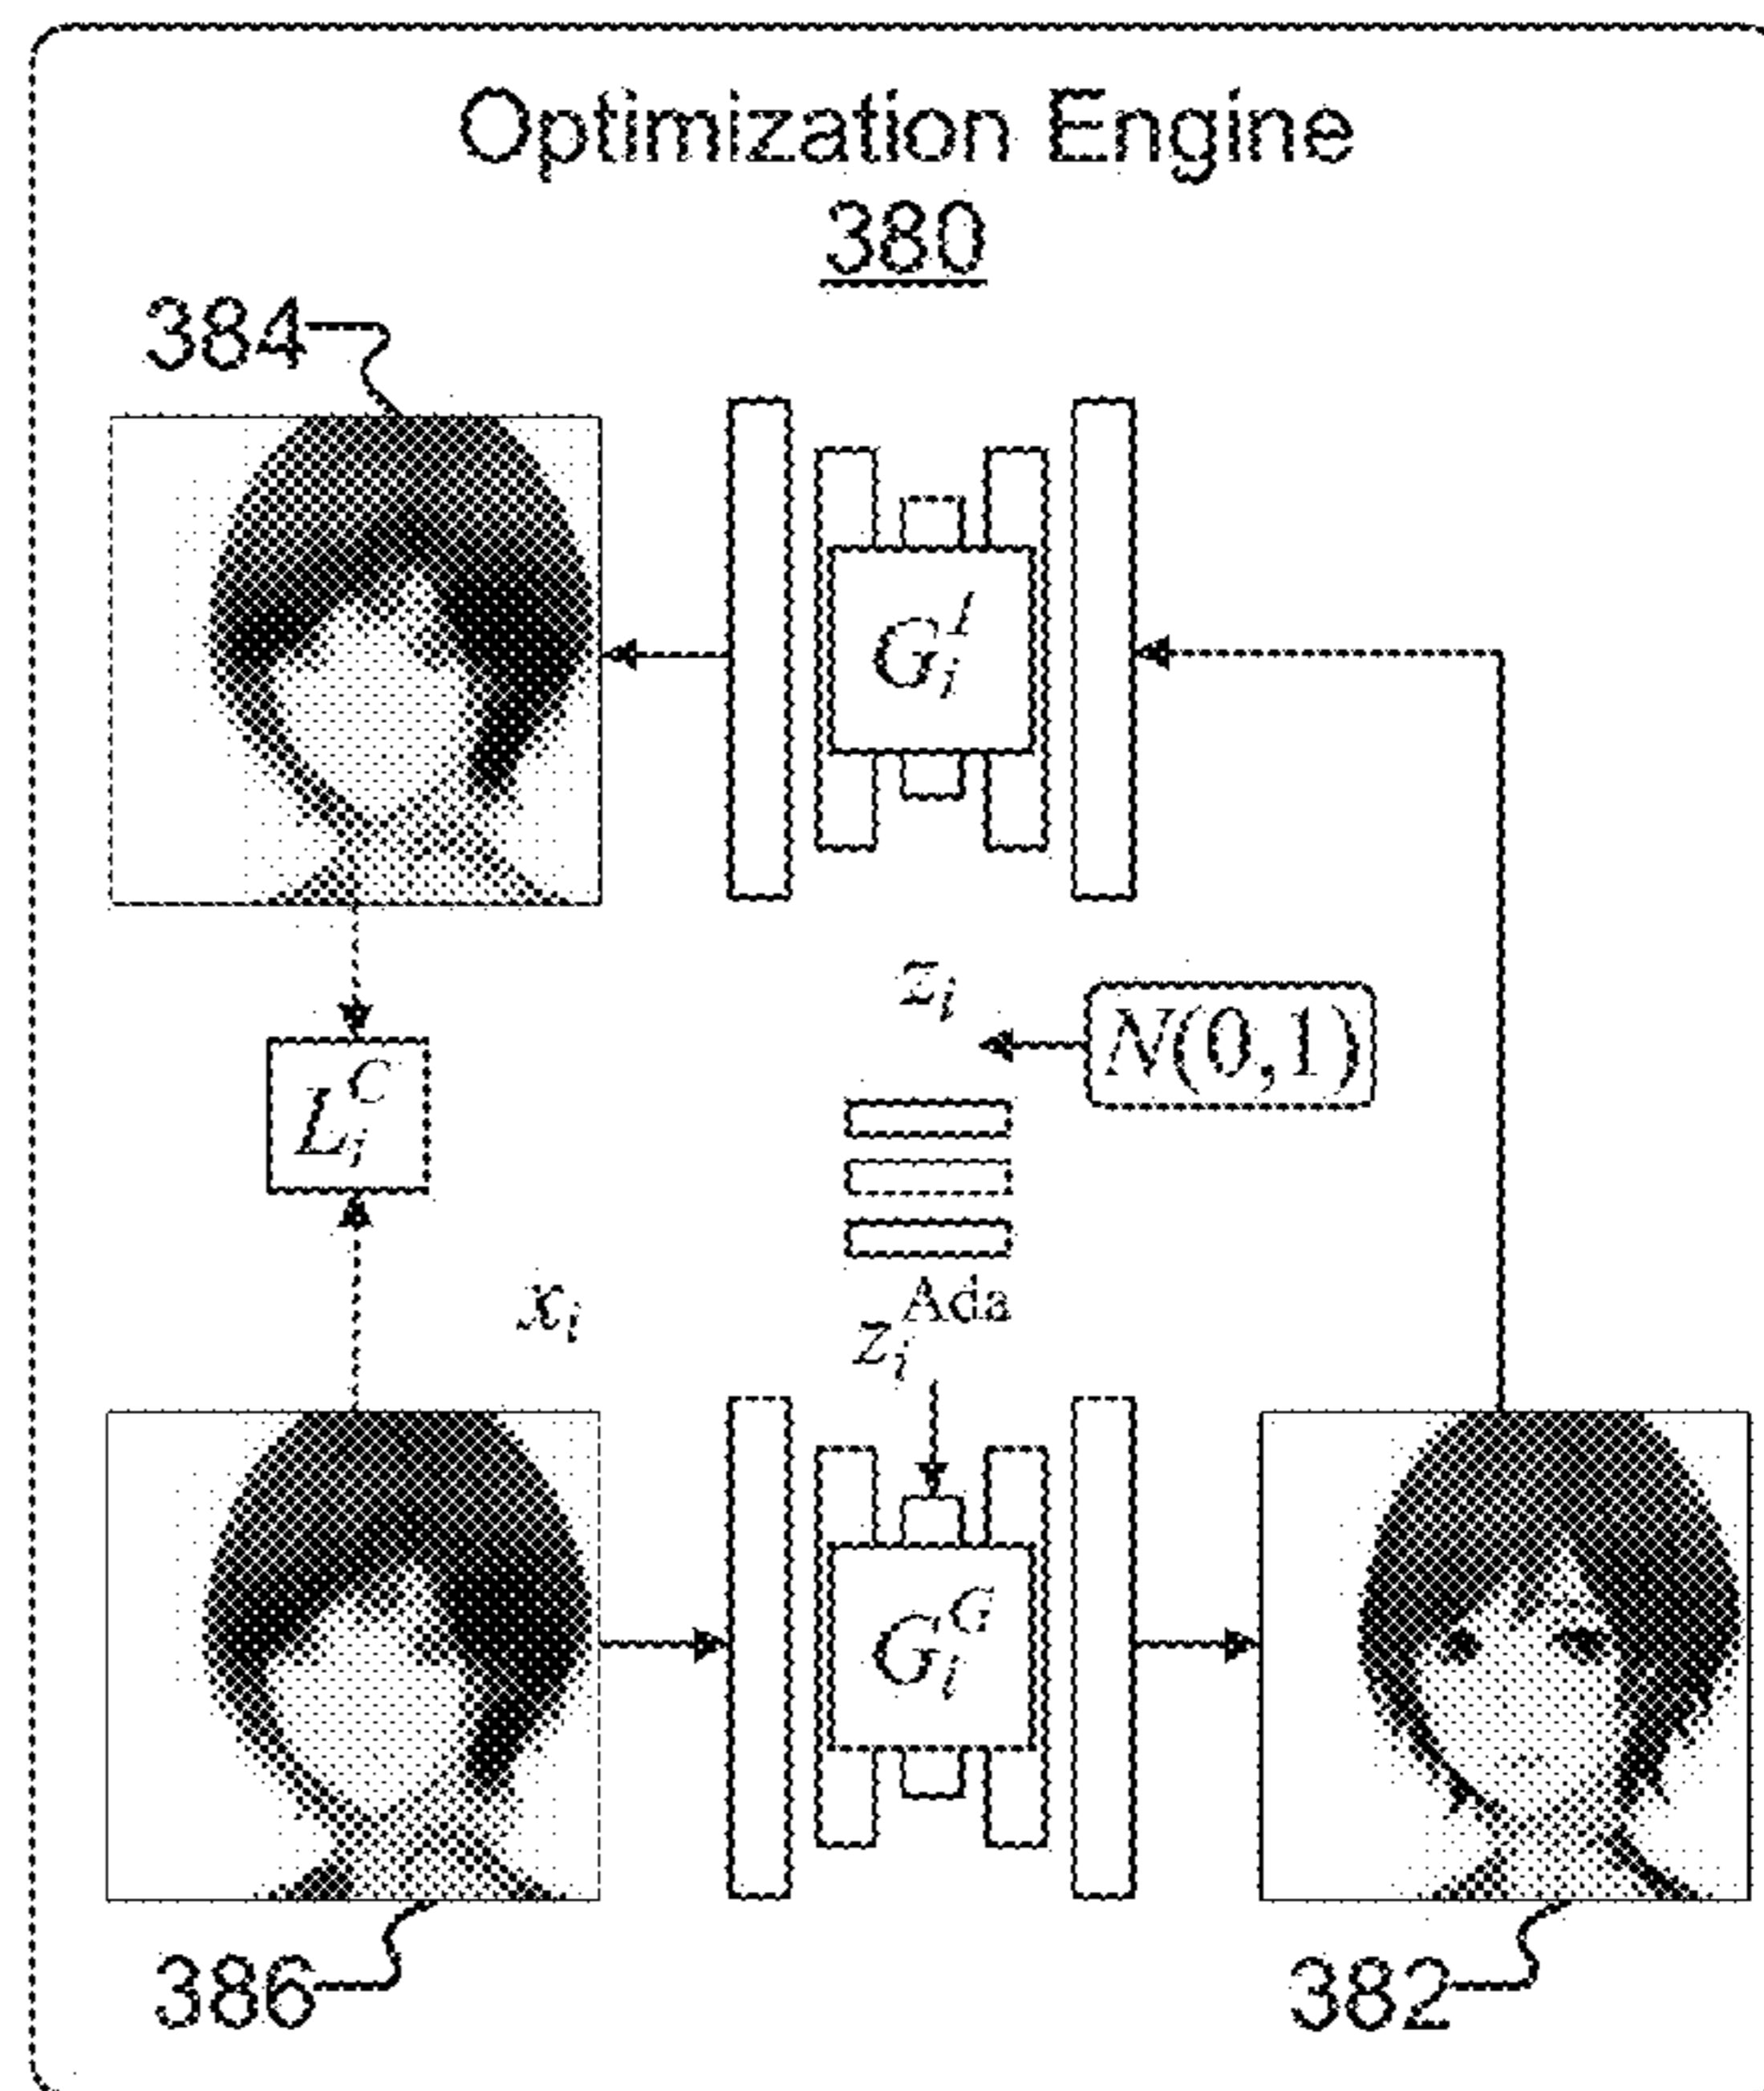 Optimization Engine
380
384
G_i^I
z_i
N(0,1)
L_i^C
x_i
z_i^Ada
G_i^G
386
382